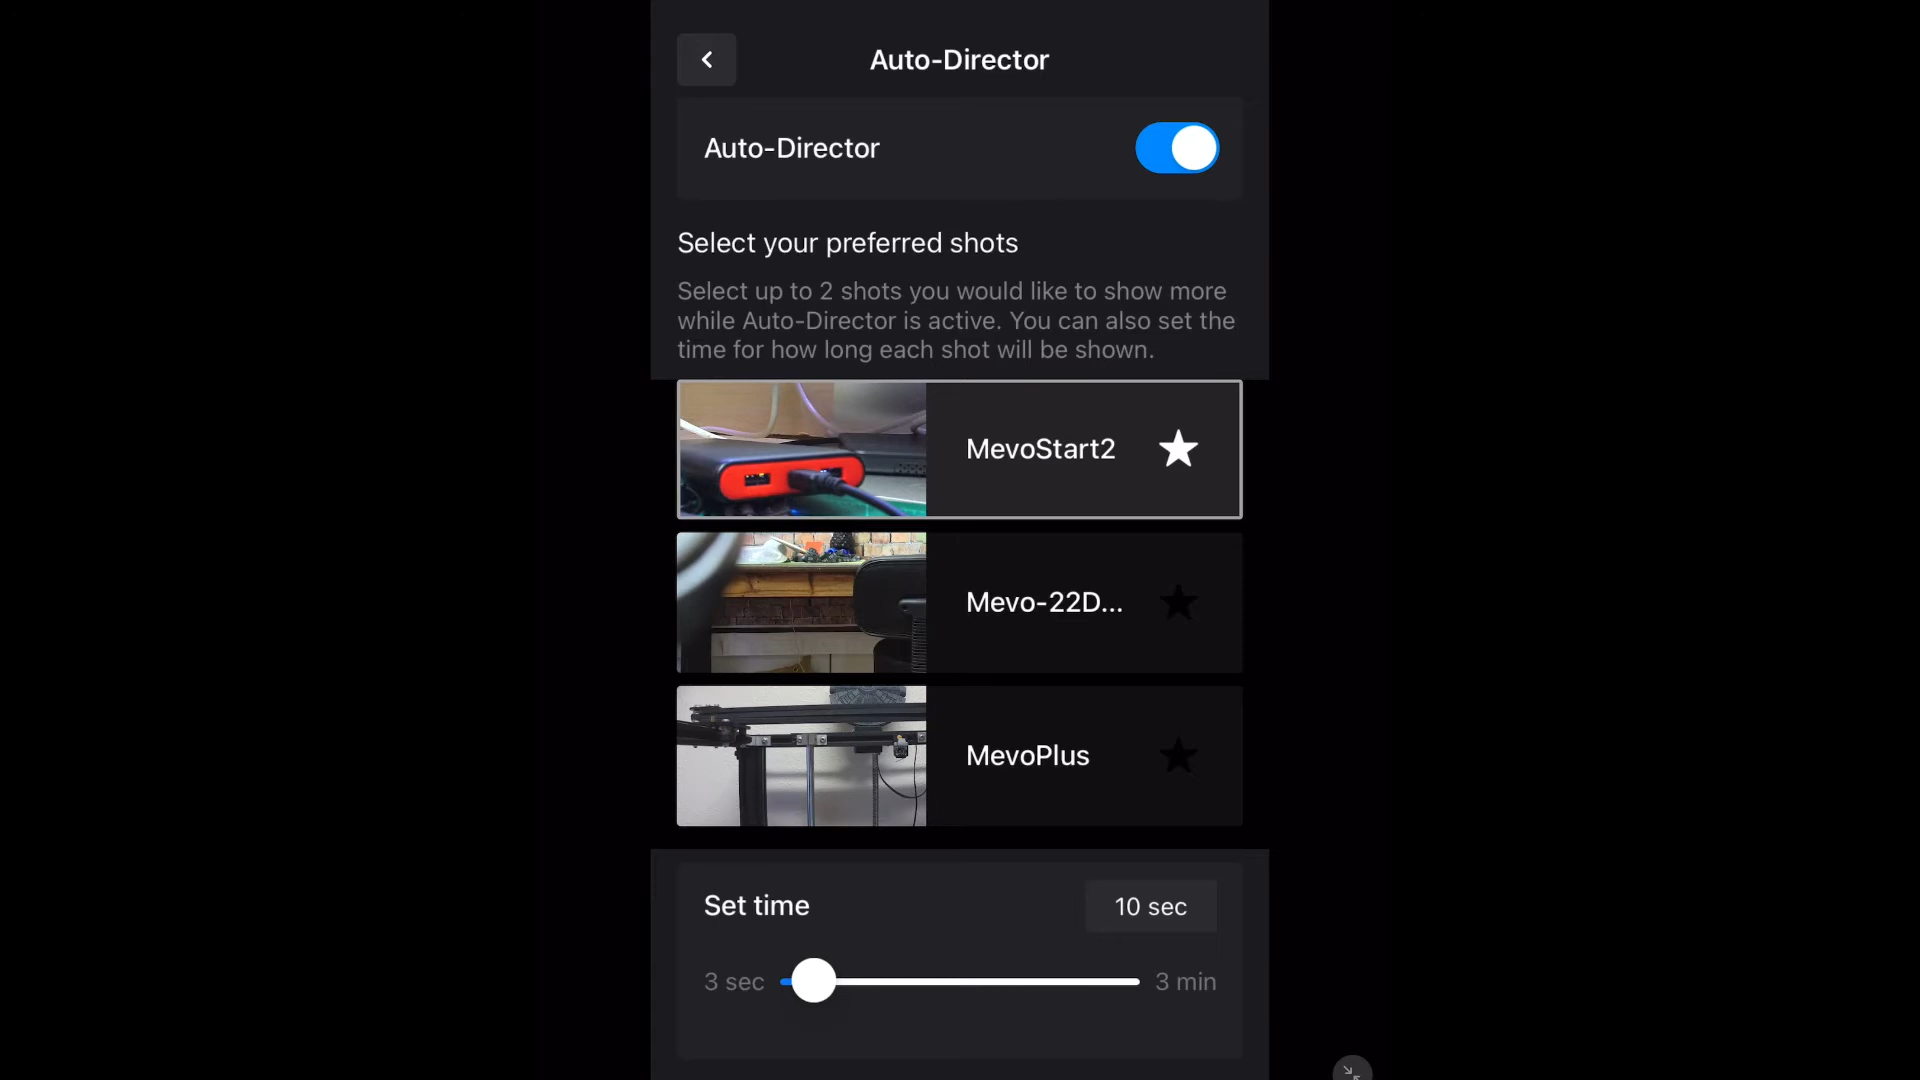 Auto-Director
Auto-Director
Select your preferred shots
Select up to 2 shots you would like to show more
while Auto-Director is active. You can also set the
time for how long each shot will be shown.
MevoStart2
Mevo-22D...
MevoPlus
Set time
10 sec
3 sec
3 min